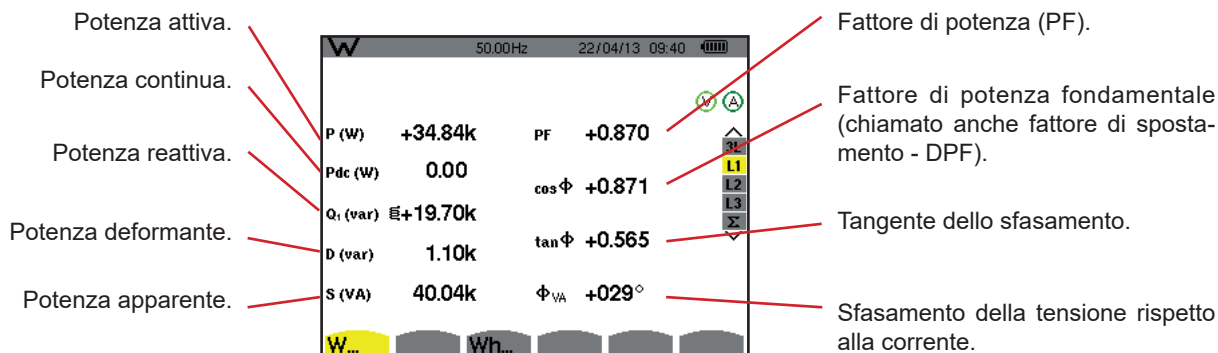 Potenza attiva.
Potenza continua.
Potenza reattiva.
Potenza deformante.
Potenza apparente.
W 50.00Hz 22/04/13 09:40
V A
P (W) +34.84k PF +0.870
Pdc (W) 0.00 cosΦ +0.871
Q₁ (var) +19.70k tanΦ +0.565
D (var) 1.10k
S (VA) 40.04k ΦVA +029°
3L
L1
L2
L3
Σ
W... Wh...
Fattore di potenza (PF).
Fattore di potenza fondamentale
(chiamato anche fattore di sposta-
mento - DPF).
Tangente dello sfasamento.
Sfasamento della tensione rispetto
alla corrente.